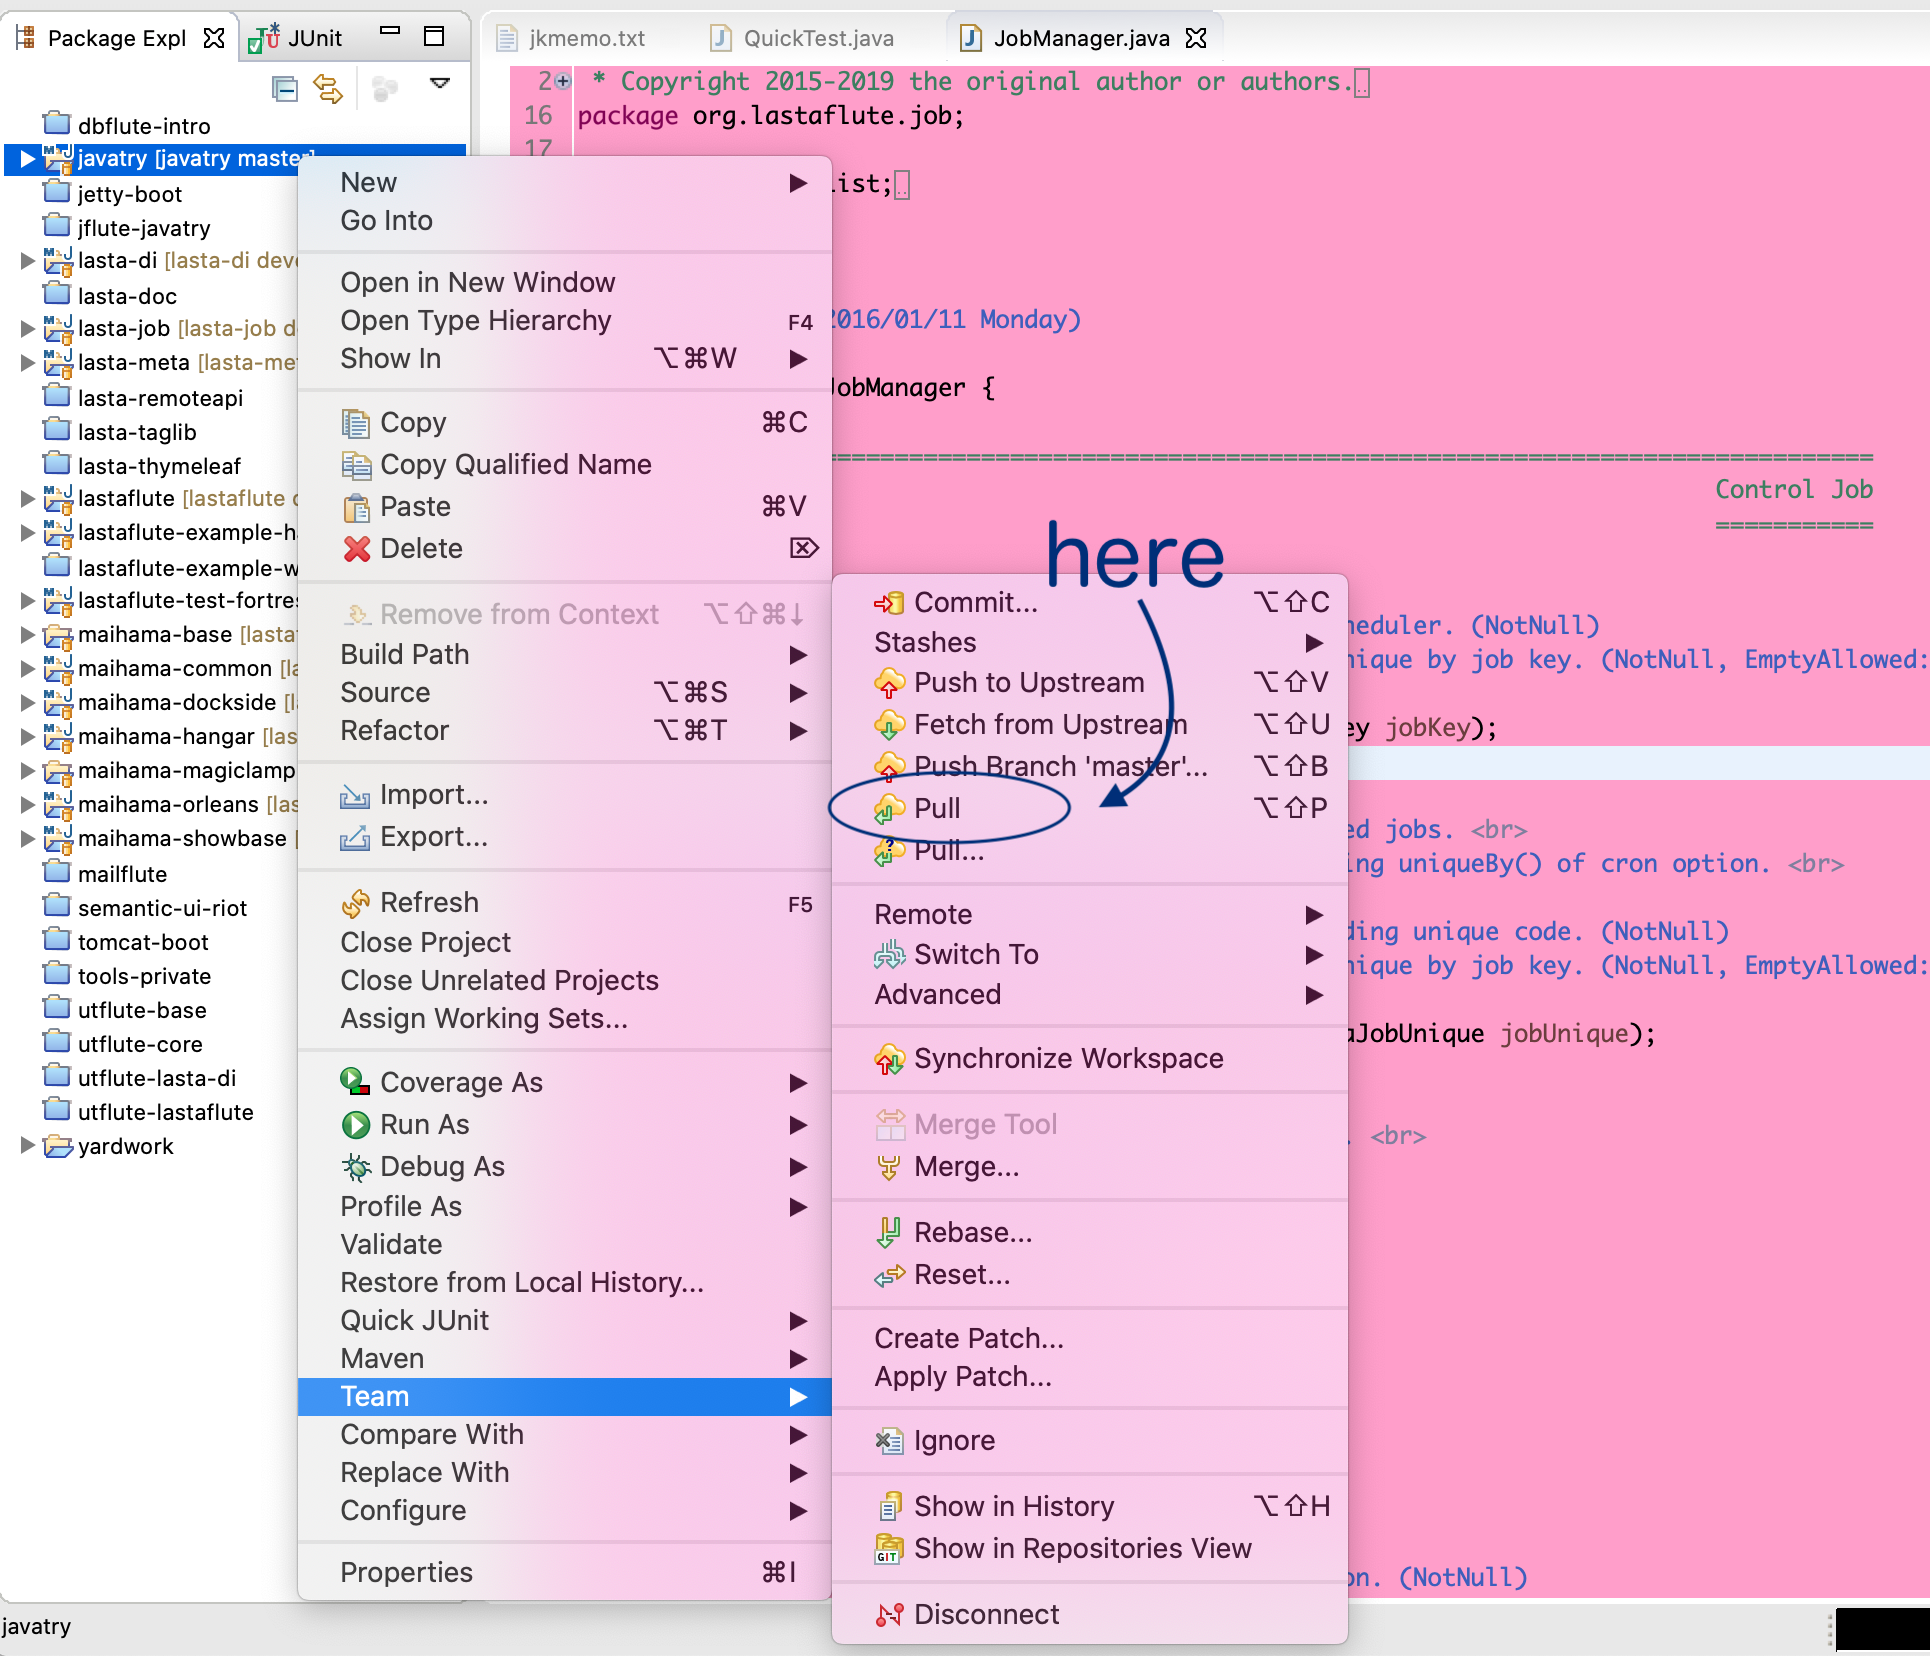 Package Expl
JUnit
jkmemo.txt
QuickTest.java
JobManager.java
dbflute-intro
javatry [javatry master]
jetty-boot
jflute-javatry
lasta-di [lasta-di deve
lasta-doc
lasta-job [lasta-job d
lasta-meta [lasta-me
lasta-remoteapi
lasta-taglib
lasta-thymeleaf
lastaflute [lastaflute
lastaflute-example-h
lastaflute-example-w
lastaflute-test-fortre
maihama-base [lasta
maihama-common [la
maihama-dockside [l
maihama-hangar [las
maihama-magiclamp
maihama-orleans [las
maihama-showbase
mailflute
semantic-ui-riot
tomcat-boot
tools-private
utflute-base
utflute-core
utflute-lasta-di
utflute-lastaflute
yardwork
javatry
New
Go Into
Open in New Window
Open Type Hierarchy F4
Show In ⌥⌘W
Copy ⌘C
Copy Qualified Name
Paste ⌘V
Delete ⌦
Remove from Context ⌥⇧⌘↓
Build Path
Source ⌥⌘S
Refactor ⌥⌘T
Import...
Export...
Refresh F5
Close Project
Close Unrelated Projects
Assign Working Sets...
Coverage As
Run As
Debug As
Profile As
Validate
Restore from Local History...
Quick JUnit
Maven
Team
Compare With
Replace With
Configure
Properties ⌘I
here
Commit... ⌥⇧C
Stashes
Push to Upstream ⌥⇧V
Fetch from Upstream ⌥⇧U
Push Branch 'master'... ⌥⇧B
Pull ⌥⇧P
Pull...
Remote
Switch To
Advanced
Synchronize Workspace
Merge Tool
Merge...
Rebase...
Reset...
Create Patch...
Apply Patch...
Ignore
Show in History ⌥⇧H
GIT Show in Repositories View
Disconnect
2 * Copyright 2015-2019 the original author or authors.
16 package org.lastaflute.job;
17
ist;
2016/01/11 Monday)
JobManager {
=========================================================================
Control Job
===========
heduler. (NotNull)
nique by job key. (NotNull, EmptyAllowed:
ey jobKey);
ed jobs. <br>
ing uniqueBy() of cron option. <br>
ding unique code. (NotNull)
nique by job key. (NotNull, EmptyAllowed:
aJobUnique jobUnique);
. <br>
on. (NotNull)